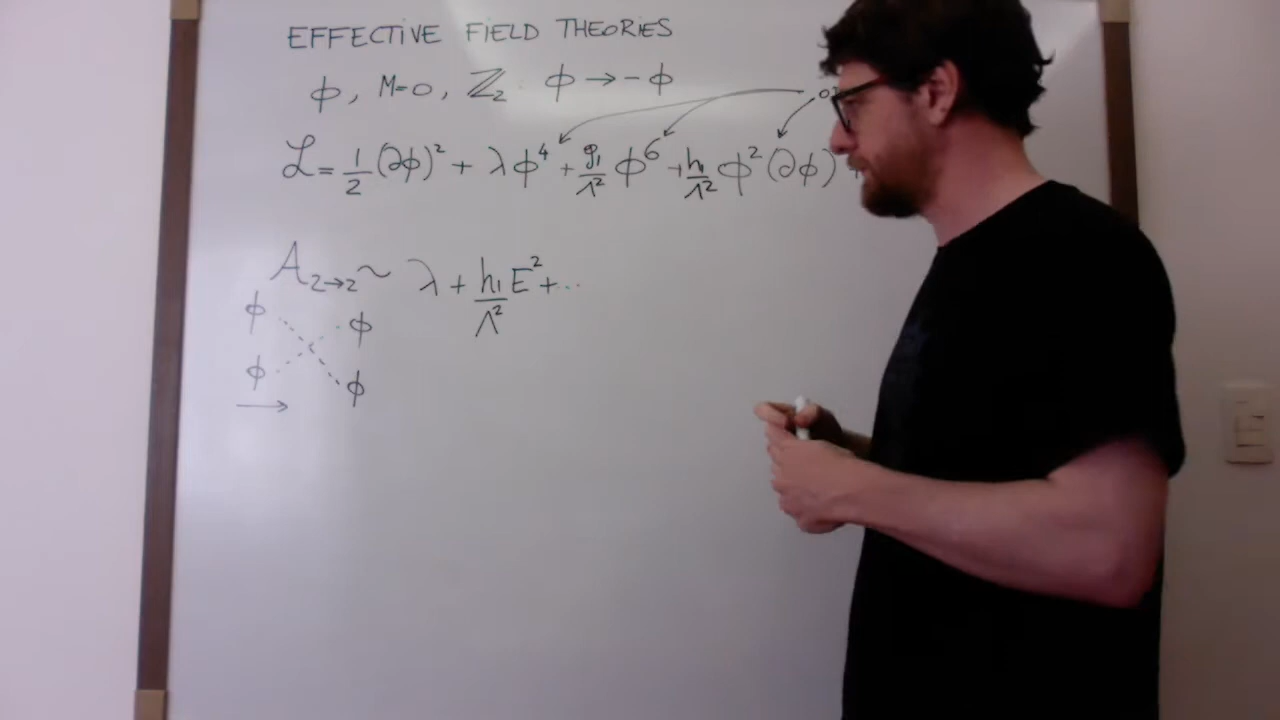 EFFECTIVE FIELD THEORIES
ϕ, M=0, ℤ₂ ϕ → -ϕ
ℒ = 1/2 (∂ϕ)² + λϕ⁴ + g₁/Λ² ϕ⁶ + h₁/Λ² ϕ² (∂ϕ)
A₂→₂ ~ λ + h₁/Λ² E² + ...
ϕ ϕ
ϕ ϕ
→